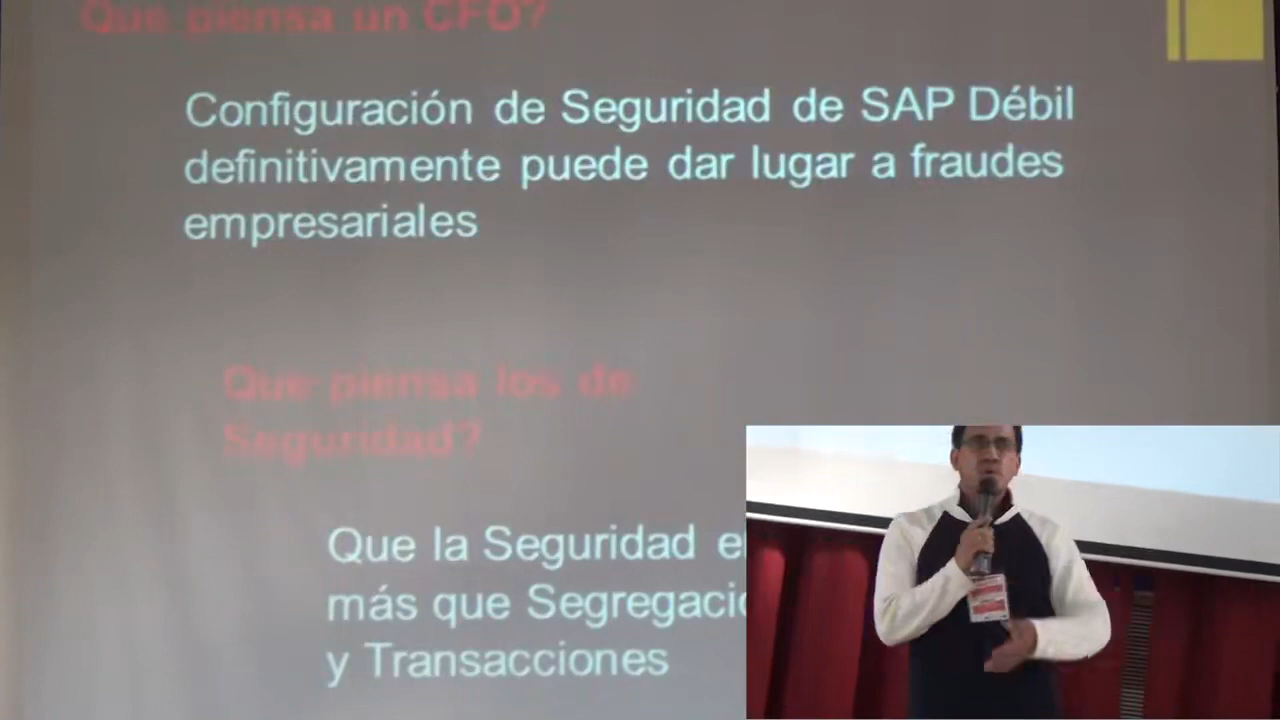 Que piensa un CFO?
Configuración de Seguridad de SAP Débil
definitivamente puede dar lugar a fraudes
empresariales
Que piensa los de
Seguridad?
Que la Seguridad e
más que Segregació
y Transacciones